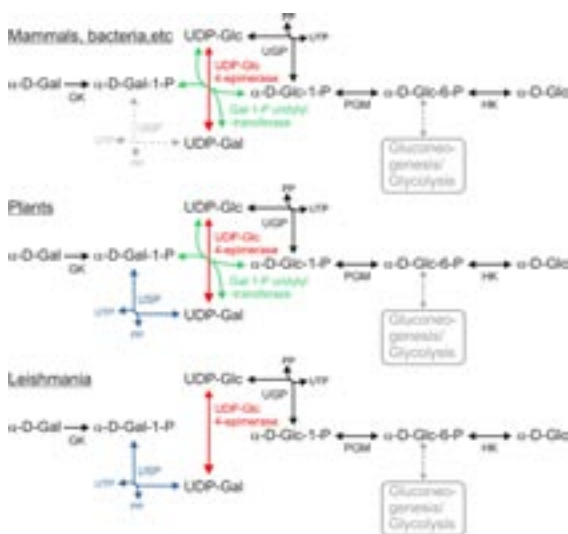 Mammals, bacteria,etc
UDP-Glc
PP
UTP
UGP
UDP-Glc
4-epimerase
α-D-Gal
GK
α-D-Gal-1-P
α-D-Glc-1-P
PGM
α-D-Glc-6-P
HK
α-D-Glc
Gal-1-P uridylyl
-transferase
USP
UTP
PP
UDP-Gal
Gluconeo-
genesis/
Glycolysis
Plants
UDP-Glc
PP
UTP
UGP
UDP-Glc
4-epimerase
α-D-Gal
GK
α-D-Gal-1-P
α-D-Glc-1-P
PGM
α-D-Glc-6-P
HK
α-D-Glc
Gal-1-P uridylyl
-transferase
USP
UTP
PP
UDP-Gal
Gluconeo-
genesis/
Glycolysis
Leishmania
UDP-Glc
PP
UTP
UGP
UDP-Glc
4-epimerase
α-D-Gal
GK
α-D-Gal-1-P
α-D-Glc-1-P
PGM
α-D-Glc-6-P
HK
α-D-Glc
USP
UTP
PP
UDP-Gal
Gluconeo-
genesis/
Glycolysis